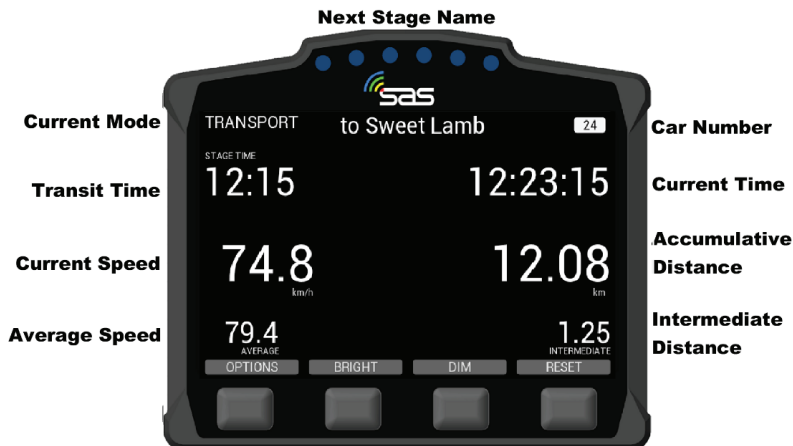 Next Stage Name
sas
Current Mode
TRANSPORT to Sweet Lamb 24
Car Number
STAGE TIME
Transit Time
12:15 12:23:15
Current Time
Current Speed
74.8
km/h
12.08
km
Accumulative
Distance
Average Speed
79.4
AVERAGE
1.25
INTERMEDIATE
Intermediate
Distance
OPTIONS BRIGHT DIM RESET